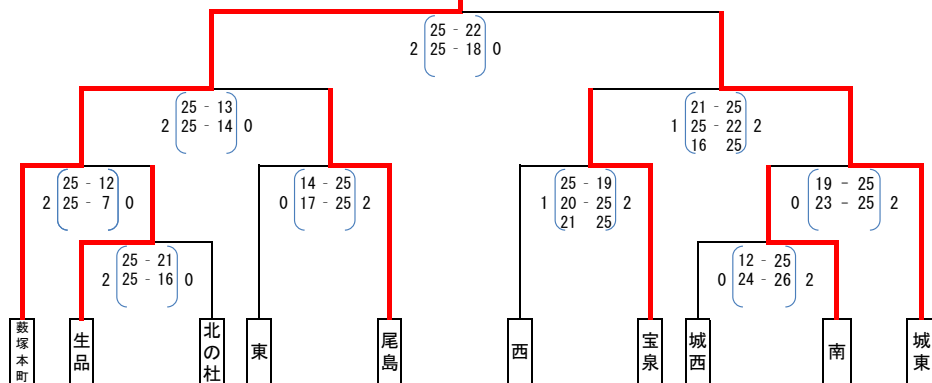 25 - 22
2 25 - 18 0
25 - 13
2 25 - 14 0
21 - 25
1 25 - 22 2
16 25
25 - 12
2 25 - 7 0
14 - 25
0 17 - 25 2
25 - 19
1 20 - 25 2
21 25
19 - 25
0 23 - 25 2
25 - 21
2 25 - 16 0
12 - 25
0 24 - 26 2
藪塚本町
生品
北の杜
東
尾島
西
宝泉
城西
南
城東